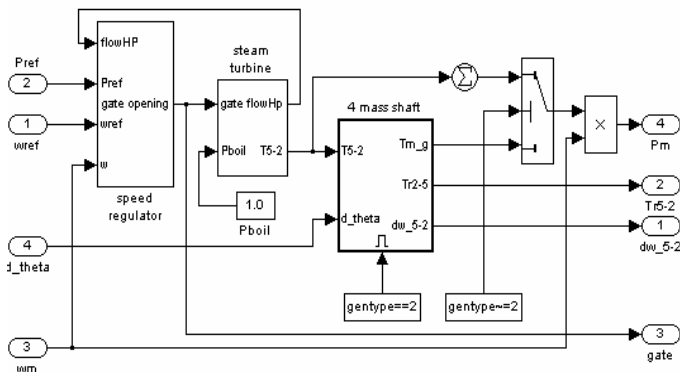 flowHP
Pref
2
Pref
gate opening
1
wref
wref
w
speed
regulator
steam
turbine
gate flowHp
Pboil
T5-2
1.0
Pboil
4 mass shaft
T5-2
Tm_g
Tr2-5
d_theta
dw_5-2
Σ
×
4
Pm
2
Tr5-2
1
dw_5-2
4
d_theta
gentype==2
gentype~=2
3
wm
3
gate